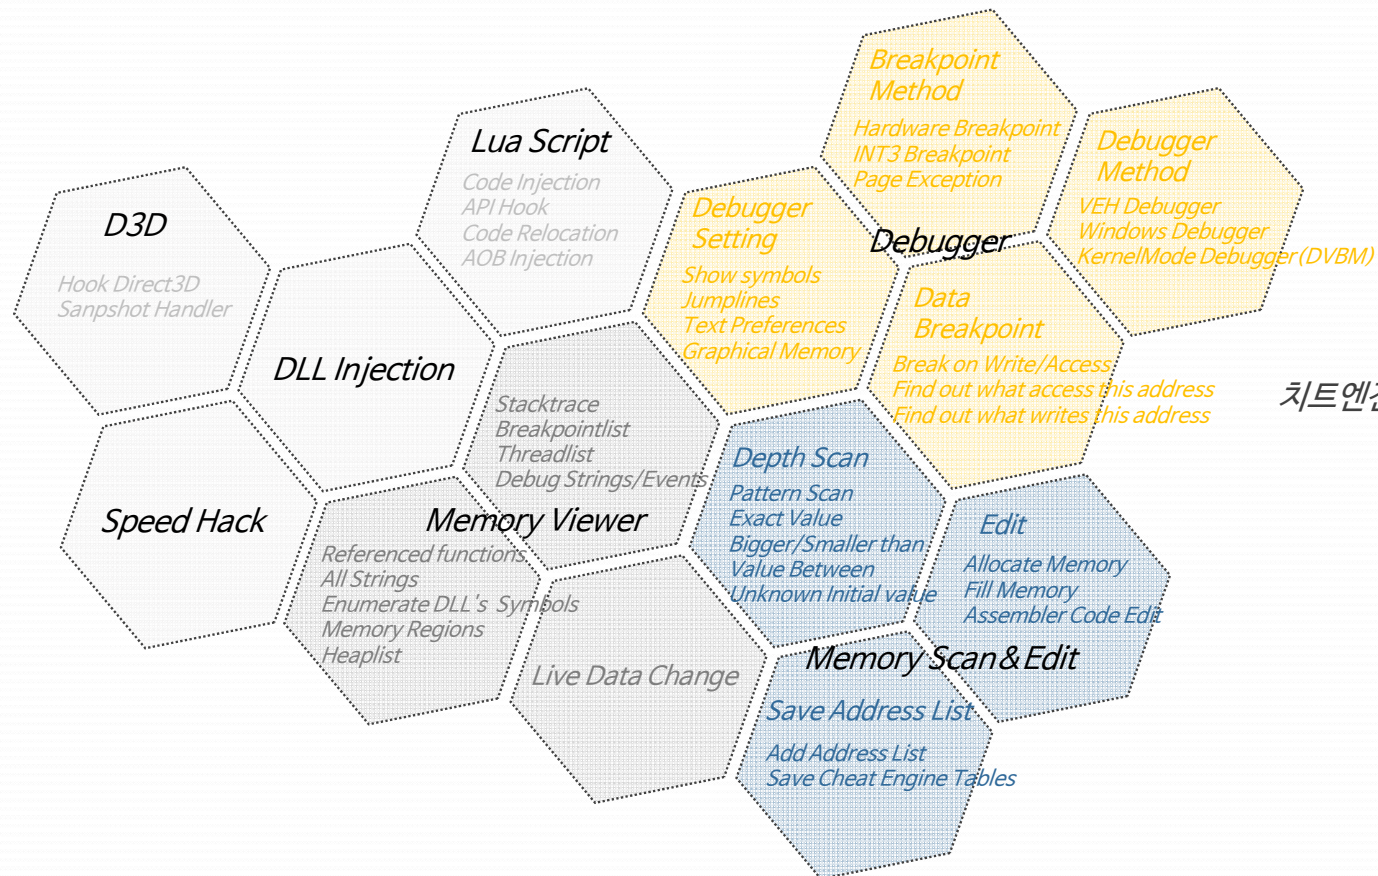 Breakpoint
Method
Hardware Breakpoint
INT3 Breakpoint
Page Exception
Debugger
Method
VEH Debugger
Windows Debugger
KernelMode Debugger(DVBM)
Lua Script
Code Injection
API Hook
Code Relocation
AOB Injection
Debugger
Setting
Show symbols
Jumplines
Text Preferences
Graphical Memory
Debugger
Data
Breakpoint
Break on Write/Access
Find out what access this address
Find out what writes this address
D3D
Hook Direct3D
Sanpshot Handler
DLL Injection
치트엔
Stacktrace
Breakpointlist
Threadlist
Debug Strings/Events
Depth Scan
Pattern Scan
Exact Value
Bigger/Smaller than
Value Between
Unknown Initial value
Speed Hack
Memory Viewer
Referenced functions
All Strings
Enumerate DLL's Symbols
Memory Regions
Heaplist
Edit
Allocate Memory
Fill Memory
Assembler Code Edit
Live Data Change
Memory Scan&Edit
Save Address List
Add Address List
Save Cheat Engine Tables